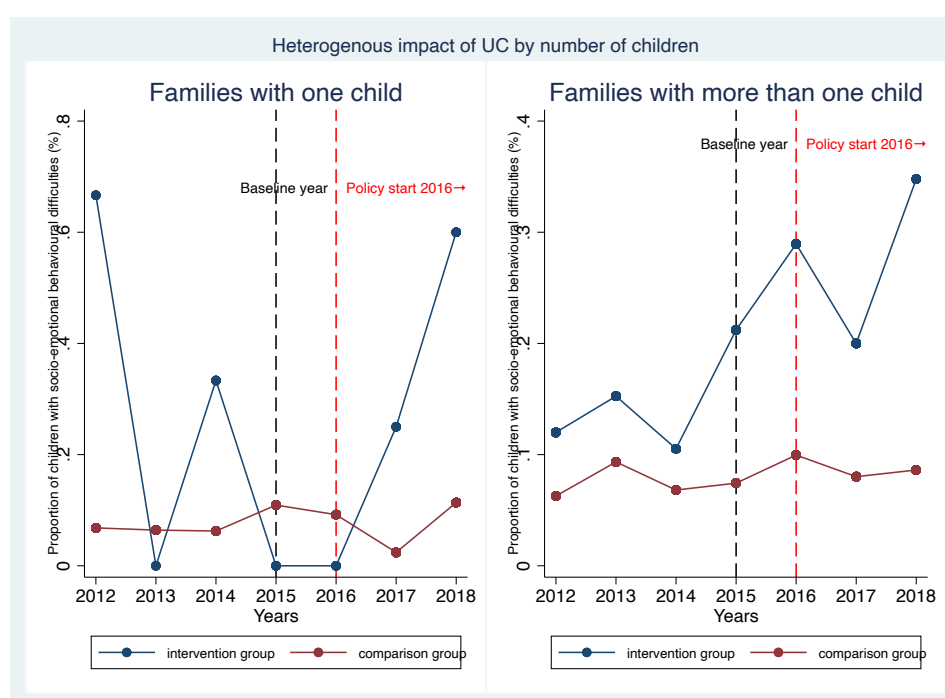 Heterogenous impact of UC by number of children
Families with one child
Proportion of children with socio-emotional behavioural difficulties (%)
.8
.6
.4
.2
0
Baseline year
Policy start 2016→
2012 2013 2014 2015 2016 2017 2018
Years
intervention group comparison group
Families with more than one child
Proportion of children with socio-emotional behavioural difficulties (%)
.4
.3
.2
.1
0
Baseline year
Policy start 2016→
2012 2013 2014 2015 2016 2017 2018
Years
intervention group comparison group